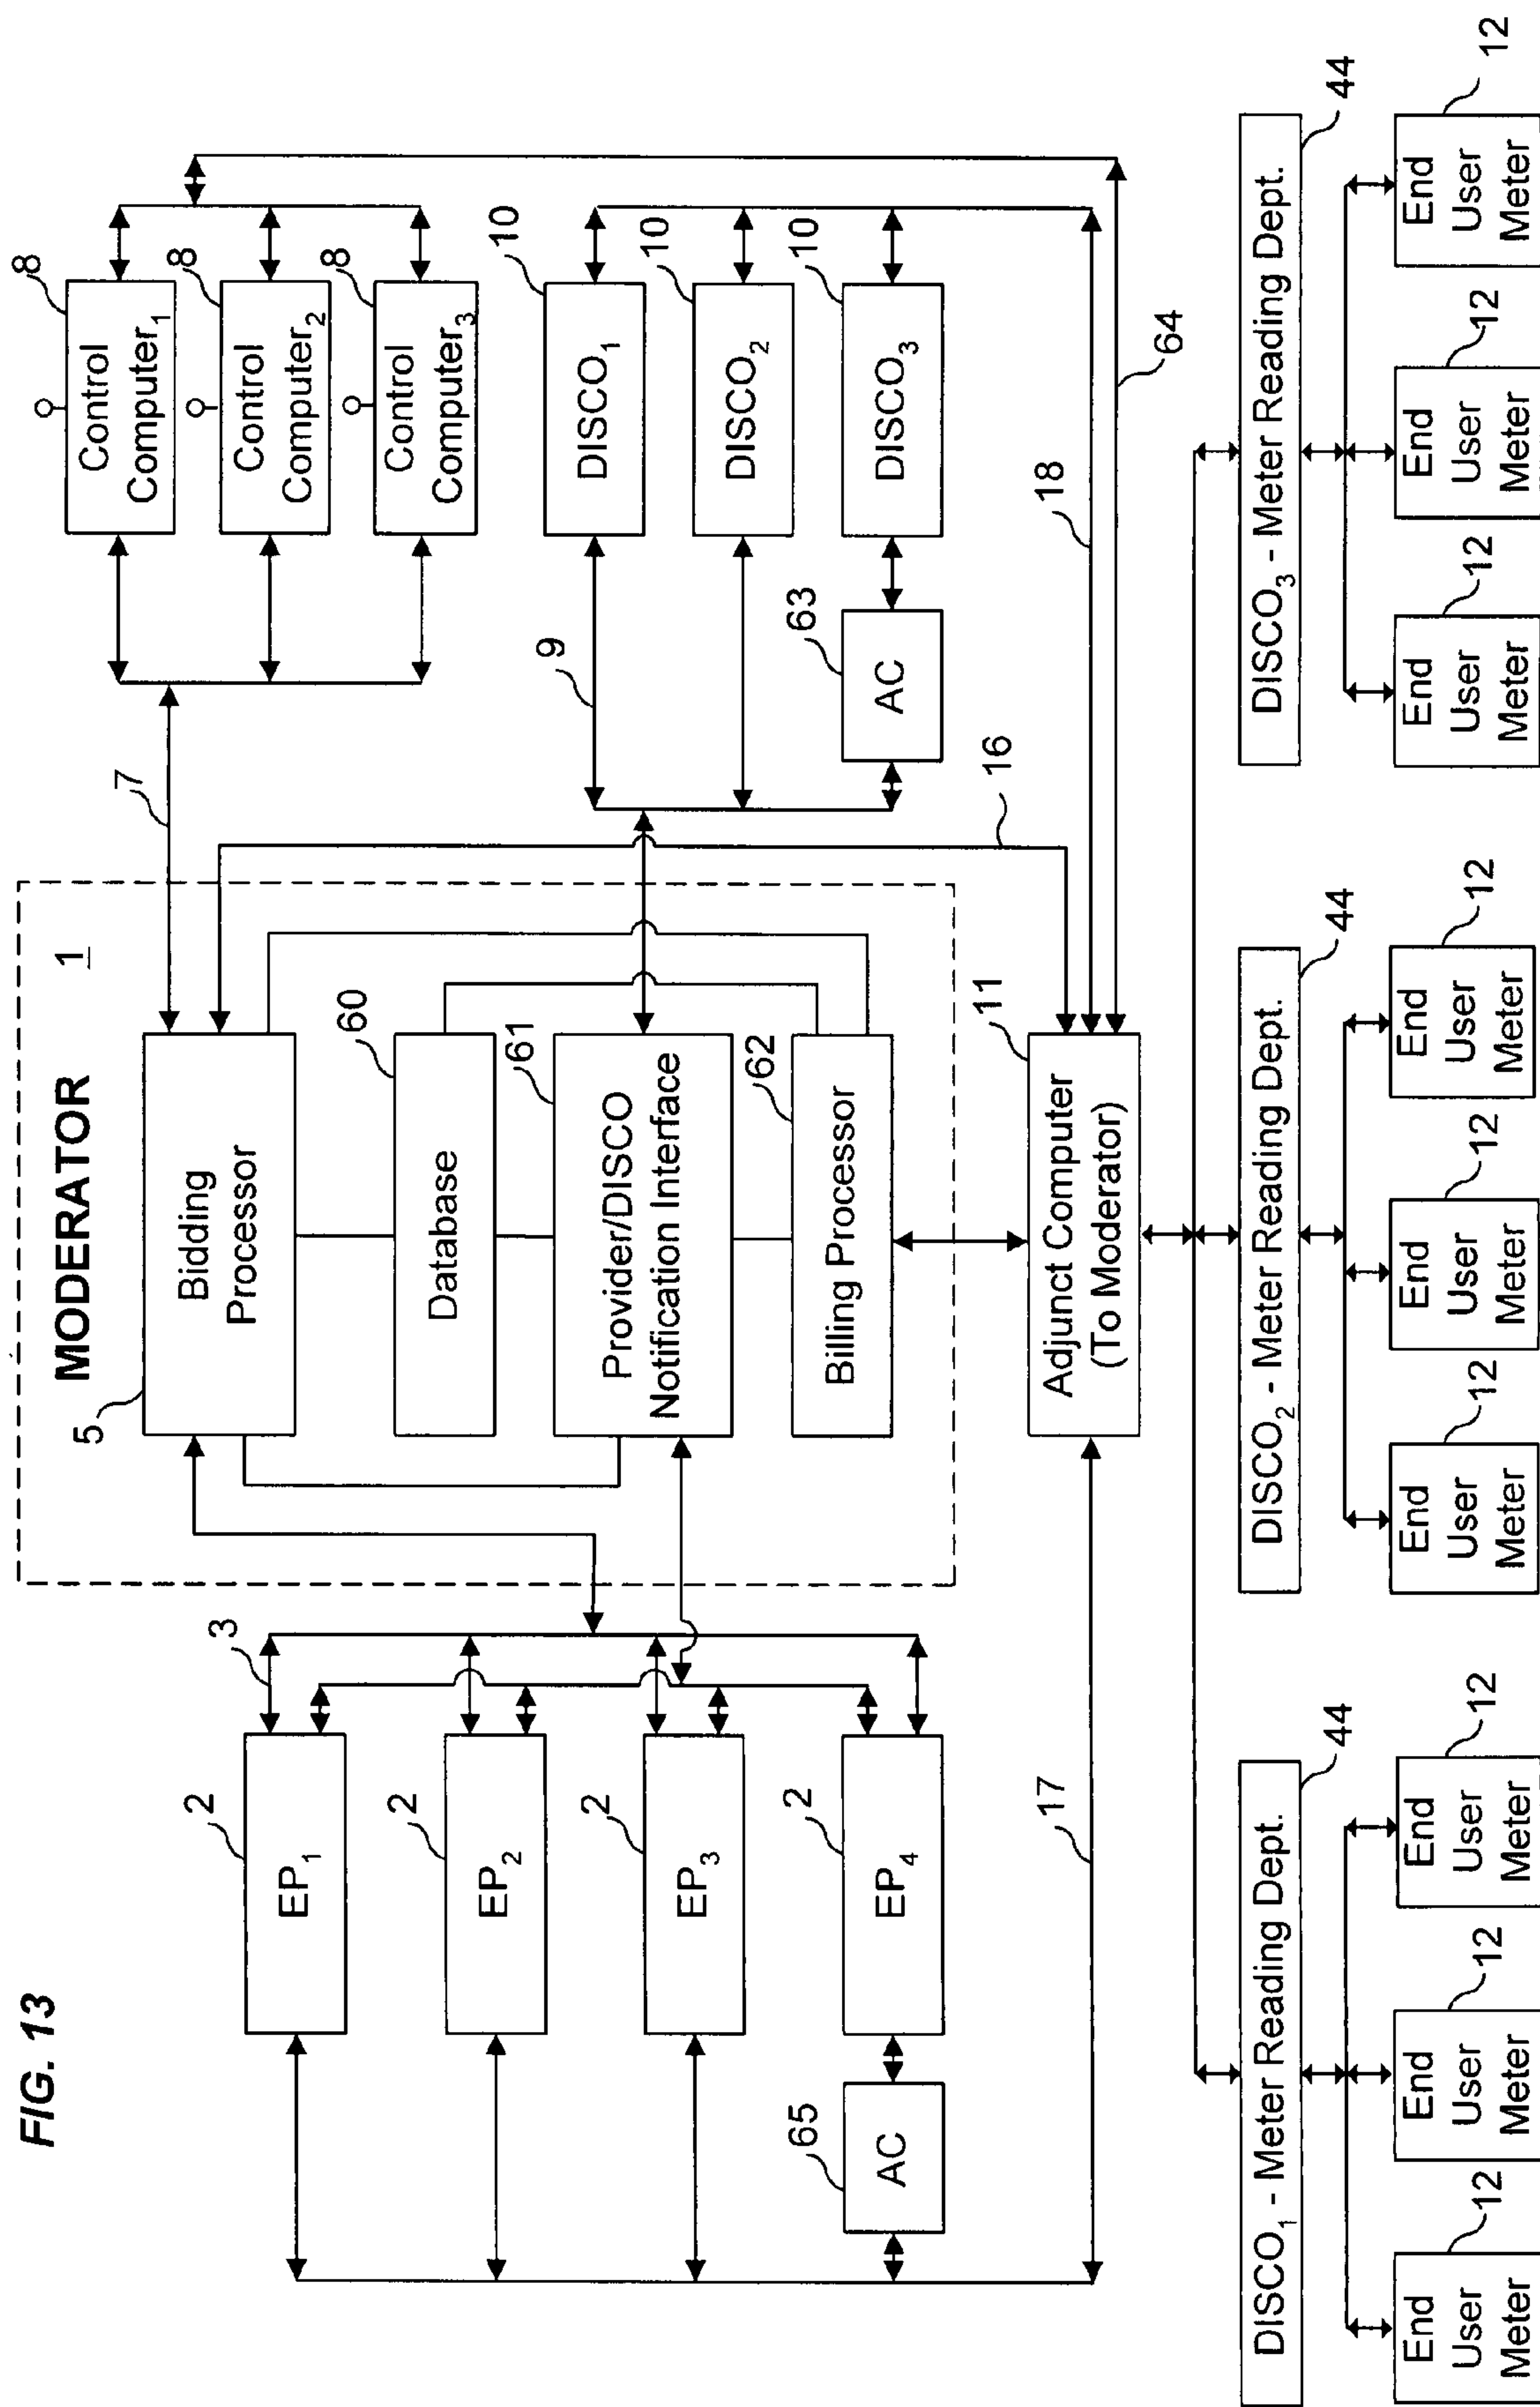 FIG. 13
MODERATOR
1
5
Bidding
Processor
60
Database
61
Provider/DISCO
Notification Interface
62
Billing Processor
3
2
EP1
2
EP2
2
EP3
2
EP4
65
AC
17
7
8
Control
Computer1
8
Control
Computer2
8
Control
Computer3
9
10
DISCO1
10
DISCO2
10
DISCO3
63
AC
16
18
64
11
Adjunct Computer
(To Moderator)
DISCO1 - Meter Reading Dept.
44
DISCO2 - Meter Reading Dept.
44
DISCO3 - Meter Reading Dept.
44
End
User
Meter
12
End
User
Meter
12
End
User
Meter
12
End
User
Meter
12
End
User
Meter
12
End
User
Meter
12
End
User
Meter
12
End
User
Meter
12
End
User
Meter
12